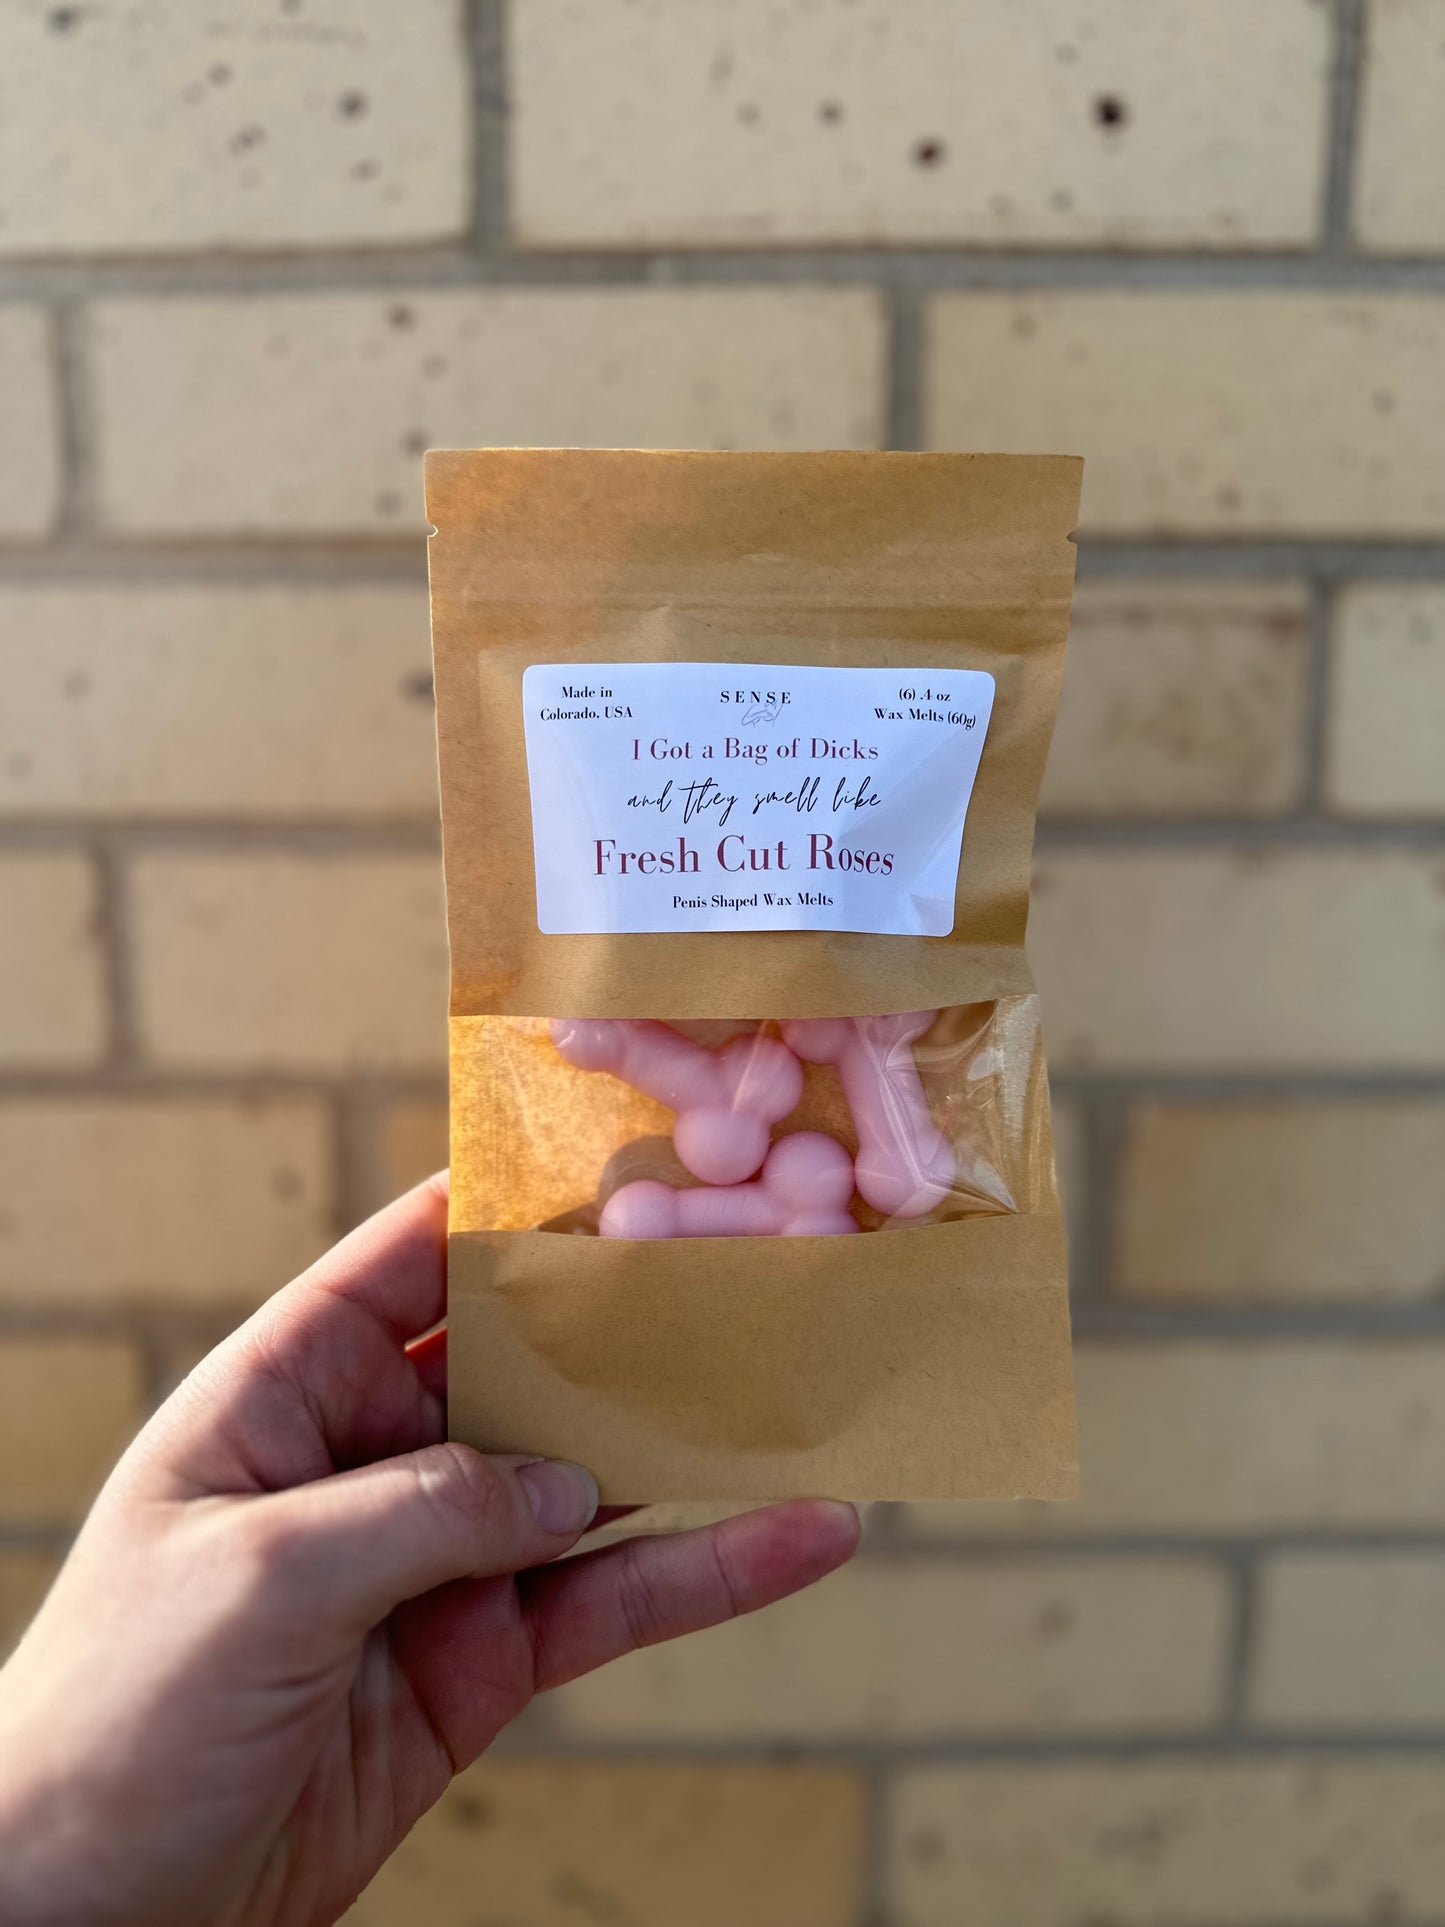 Made in
Colorado. USA
SENSE
(6) .4 oz
Wax Melts (60g)
I Got a Bag of Dicks
and they smell like
Fresh Cut Roses
Penis Shaped Wax Melts